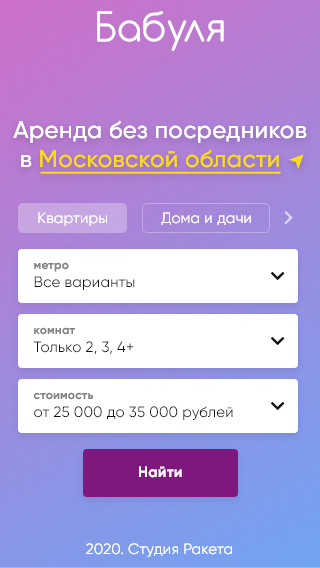 Бабуля
Аренда без посредников
в Московской области
Квартиры
Дома и дачи
метро
Все варианты
комнат
Только 2, 3, 4+
стоимость
от 25 000 до 35 000 рублей
Найти
2020. Студия Ракета